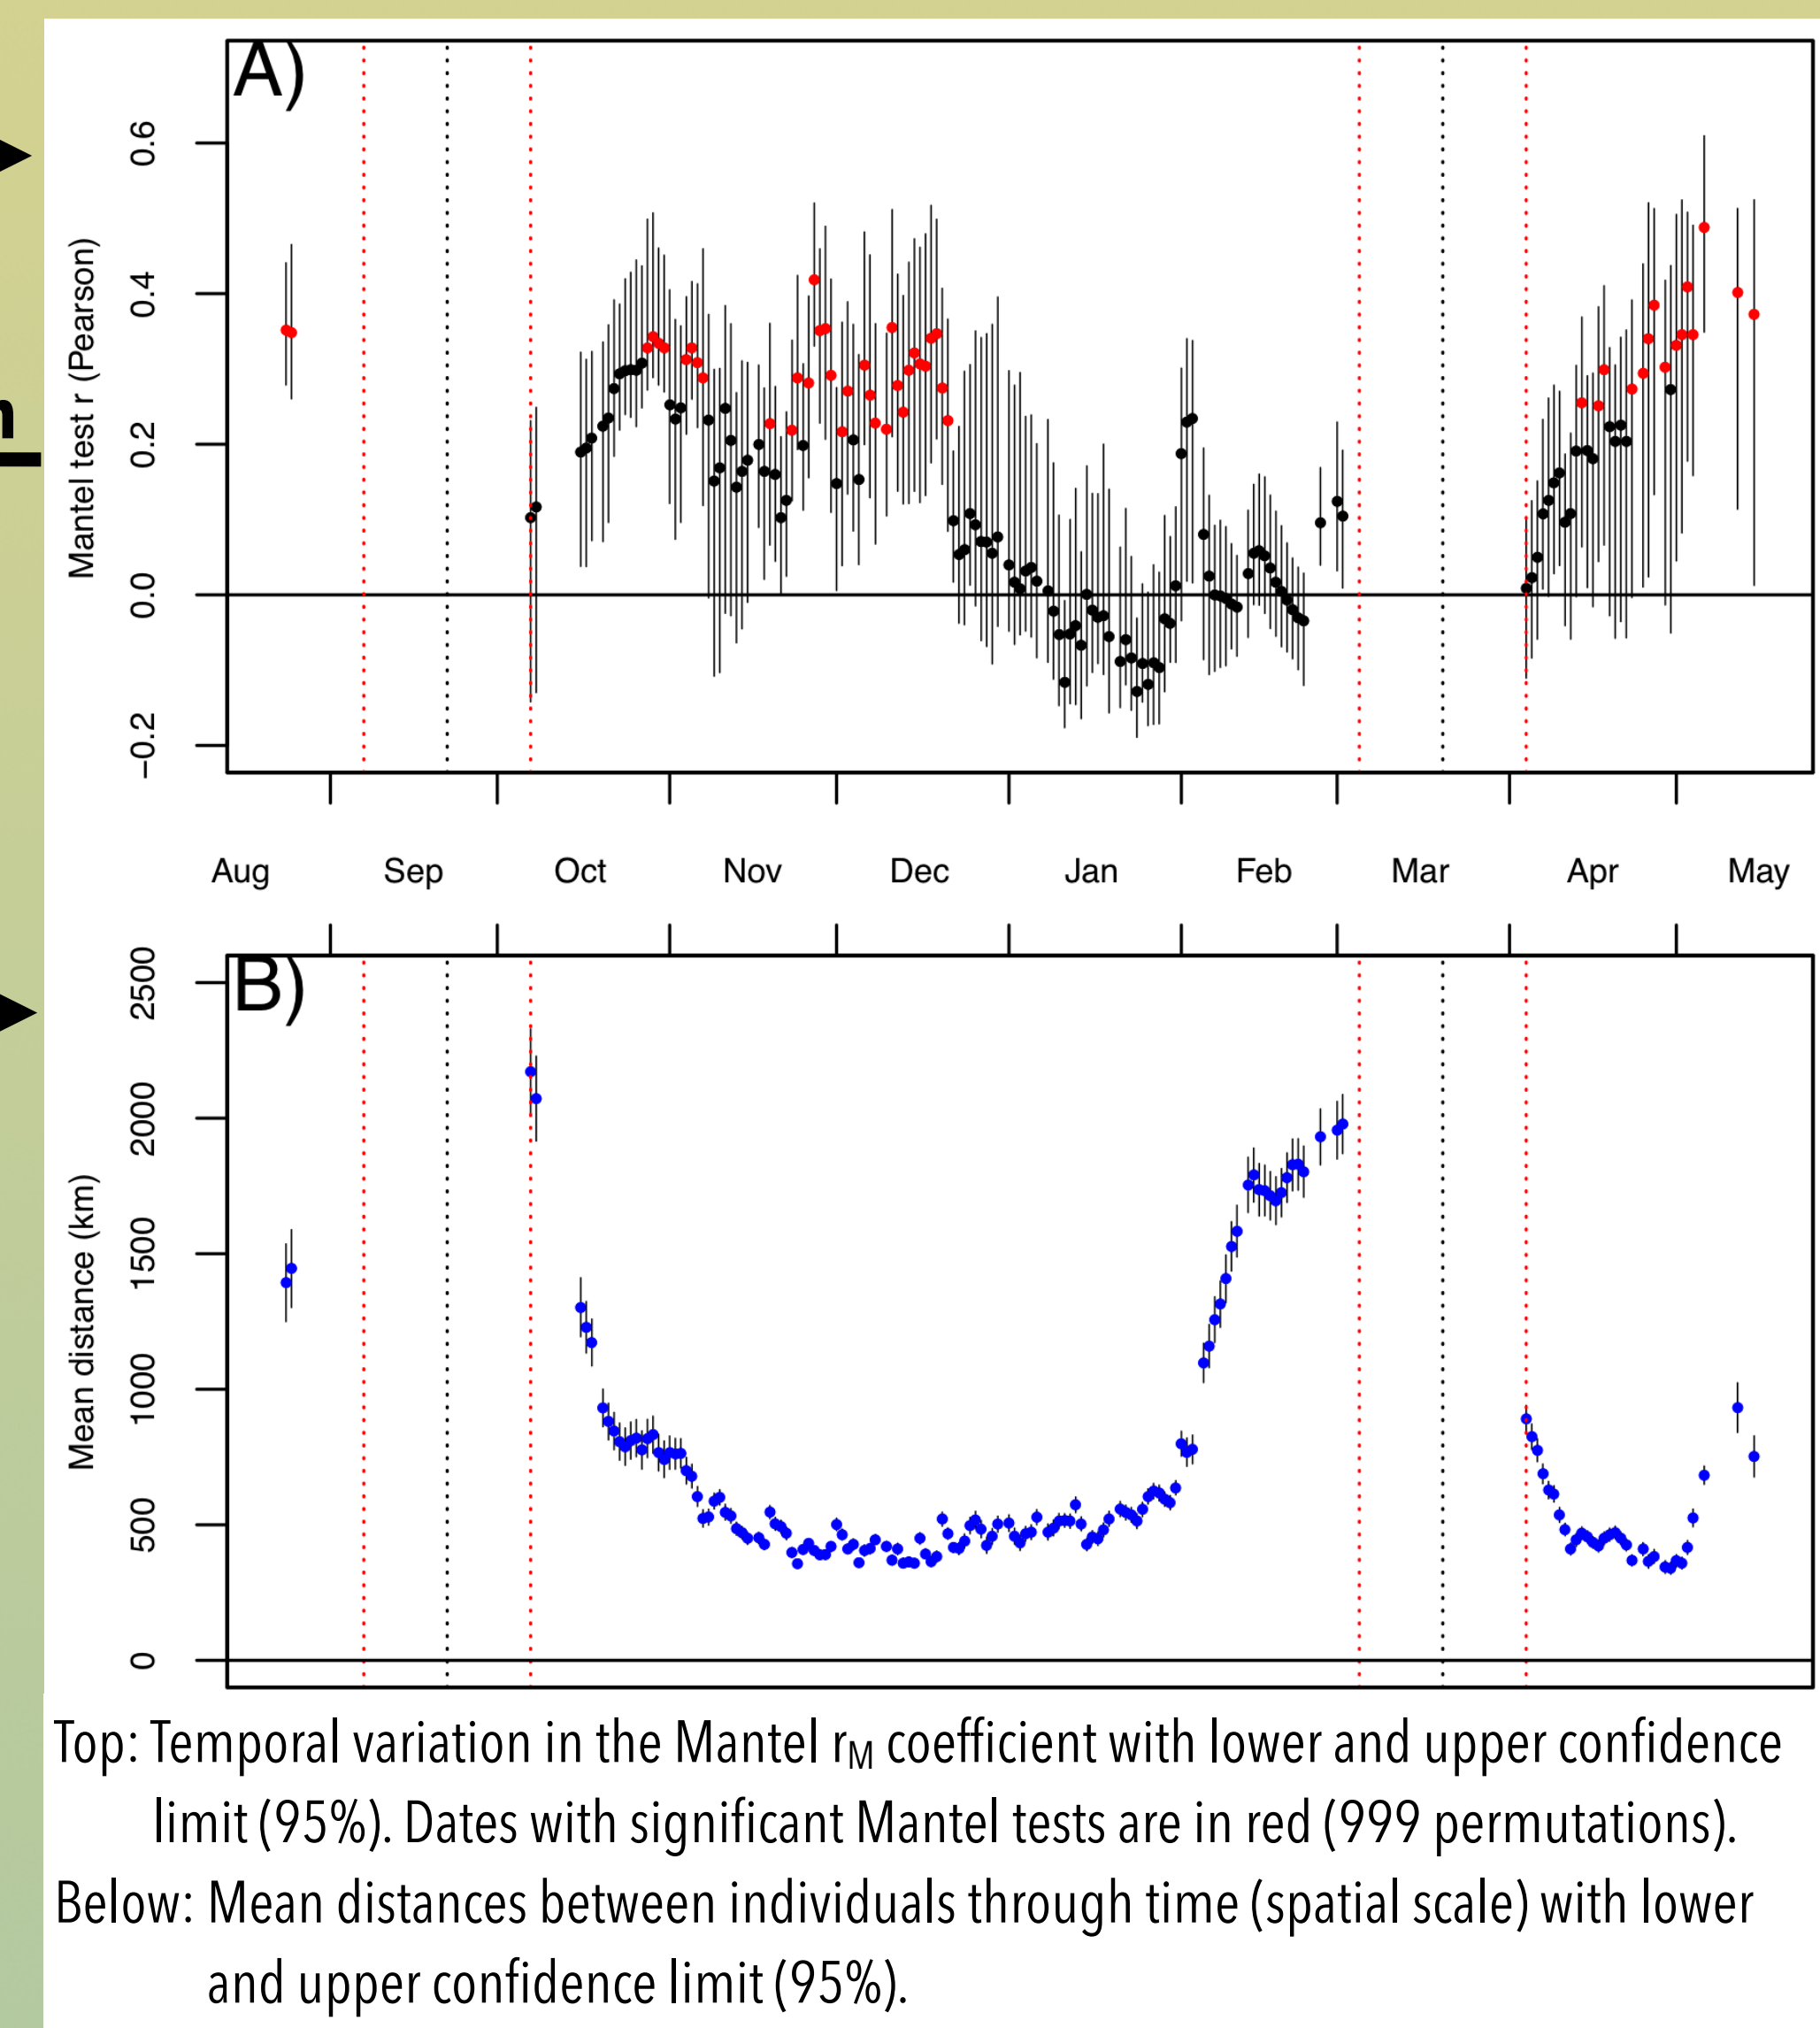 A)
0.6
0.4
0.2
0.0
−0.2
Mantel test r (Pearson)
n
Aug Sep Oct Nov Dec Jan Feb Mar Apr May
B)
2500
2000
1500
1000
500
0
Mean distance (km)
Top: Temporal variation in the Mantel rM coefficient with lower and upper confidence
limit (95%). Dates with significant Mantel tests are in red (999 permutations).
Below: Mean distances between individuals through time (spatial scale) with lower
and upper confidence limit (95%).